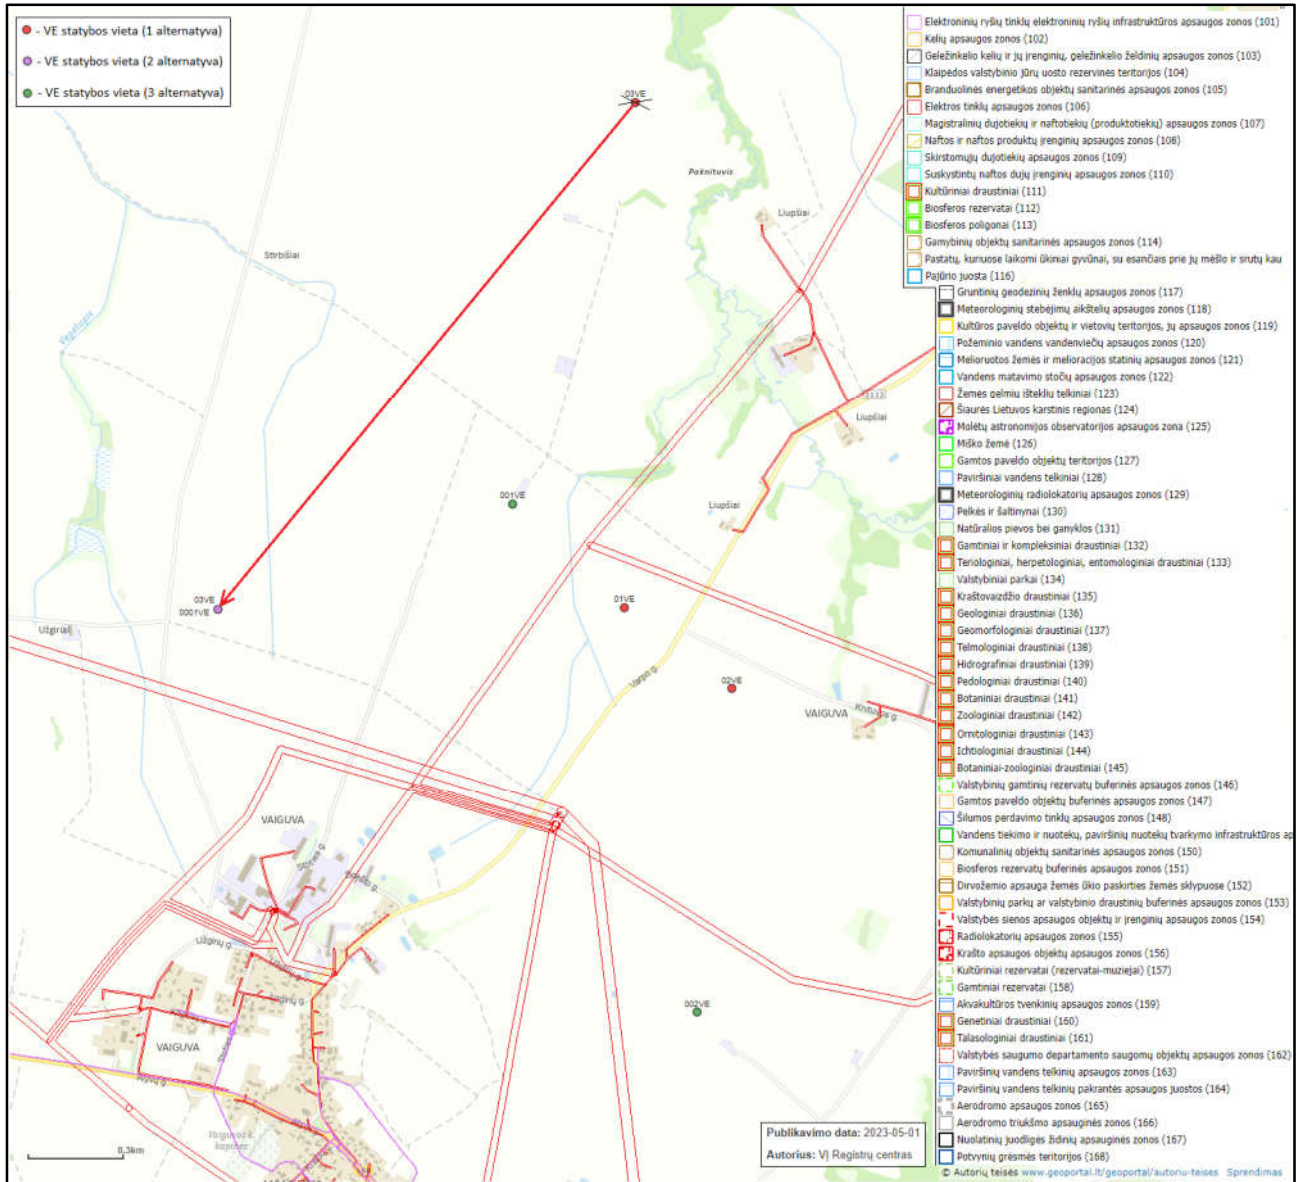 - VE statybos vieta (1 alternatyva)
- VE statybos vieta (2 alternatyva)
- VE statybos vieta (3 alternatyva)
Elektroninių ryšių tinklų elektroninių ryšių infrastruktūros apsaugos zonos (101)
Kelių apsaugos zonos (102)
Geležinkelio kelių ir jų įrenginių, geležinkelio želdinių apsaugos zonos (103)
Klaipėdos valstybinio jūrų uosto rezervinės teritorijos (104)
Branduolinės energetikos objektų sanitarinės apsaugos zonos (105)
Elektros tinklų apsaugos zonos (106)
Magistralinių dujotiekių ir naftotiekių (produktotiekių) apsaugos zonos (107)
Naftos ir naftos produktų įrenginių apsaugos zonos (108)
Skirstomųjų dujotiekių apsaugos zonos (109)
Suskystintų naftos dujų įrenginių apsaugos zonos (110)
Kultūriniai draustiniai (111)
Biosferos rezervatai (112)
Biosferos poligonai (113)
Gamybinių objektų sanitarinės apsaugos zonos (114)
Pastatų, kuriuose laikomi ūkiniai gyvūnai, su esančiais prie jų mėšlo ir srutų kau
Pajūrio juosta (116)
Gruntinių geodezinių ženklų apsaugos zonos (117)
Meteorologinių stebėjimų aikštelių apsaugos zonos (118)
Kultūros paveldo objektų ir vietovių teritorijos, jų apsaugos zonos (119)
Požeminio vandens vandenviečių apsaugos zonos (120)
Melioruotos žemės ir melioracijos statinių apsaugos zonos (121)
Vandens matavimo stočių apsaugos zonos (122)
Žemės gelmių išteklių telkiniai (123)
Šiaurės Lietuvos karstinis regionas (124)
Molėtų astronomijos observatorijos apsaugos zona (125)
Miško žemė (126)
Gamtos paveldo objektų teritorijos (127)
Paviršiniai vandens telkiniai (128)
Meteorologinių radiolokatorių apsaugos zonos (129)
Pelkės ir šaltinynai (130)
Natūralios pievos bei ganyklos (131)
Gamtiniai ir kompleksiniai draustiniai (132)
Teriologiniai, herpetologiniai, entomologiniai draustiniai (133)
Valstybiniai parkai (134)
Kraštovaizdžio draustiniai (135)
Geologiniai draustiniai (136)
Geomorfologiniai draustiniai (137)
Telmologiniai draustiniai (138)
Hidrografiniai draustiniai (139)
Pedologiniai draustiniai (140)
Botaniniai draustiniai (141)
Zoologiniai draustiniai (142)
Ornitologiniai draustiniai (143)
Ichtiologiniai draustiniai (144)
Botaniniai-zoologiniai draustiniai (145)
Valstybinių gamtinių rezervatų buferinės apsaugos zonos (146)
Gamtos paveldo objektų buferinės apsaugos zonos (147)
Šilumos perdavimo tinklų apsaugos zonos (148)
Vandens tiekimo ir nuotekų, paviršinių nuotekų tvarkymo infrastruktūros ap
Komunalinių objektų sanitarinės apsaugos zonos (150)
Biosferos rezervatų buferinės apsaugos zonos (151)
Dirvožemio apsauga žemės ūkio paskirties žemės sklypuose (152)
Valstybinių parkų ar valstybinio draustinių buferinės apsaugos zonos (153)
Valstybės sienos apsaugos objektų ir įrenginių apsaugos zonos (154)
Radiolokatorių apsaugos zonos (155)
Krašto apsaugos objektų apsaugos zonos (156)
Kultūriniai rezervatai (rezervatai-muziejai) (157)
Gamtiniai rezervatai (158)
Akvakultūros tvenkinių apsaugos zonos (159)
Genetiniai draustiniai (160)
Talasologiniai draustiniai (161)
Valstybės saugumo departamento saugomų objektų apsaugos zonos (162)
Paviršinių vandens telkinių apsaugos zonos (163)
Paviršinių vandens telkinių pakrantės apsaugos juostos (164)
Aerodromo apsaugos zonos (165)
Aerodromo triukšmo apsauginės zonos (166)
Nuolatinių juodligės židinių apsauginės zonos (167)
Potvynių grėsmės teritorijos (168)
03VE
Paknituvis
Liupšiai
Stirbiškiai
Vegeliupis
2112
Liupšiai
001VE
Liupšiai
03VE
0001VE
01VE
Užgiriai
Varpo g.
02VE
VAIGUVA
Knituvos g.
VAIGUVA
Stoties g.
Užginų g.
VAIGUVA
002VE
Vaiguvos k.
kapinės
0,3km
Publikavimo data: 2023-05-01
Autorius: VĮ Registrų centras
© Autorių teisės www.geoportal.lt/geoportal/autoriu-teises Sprendimas